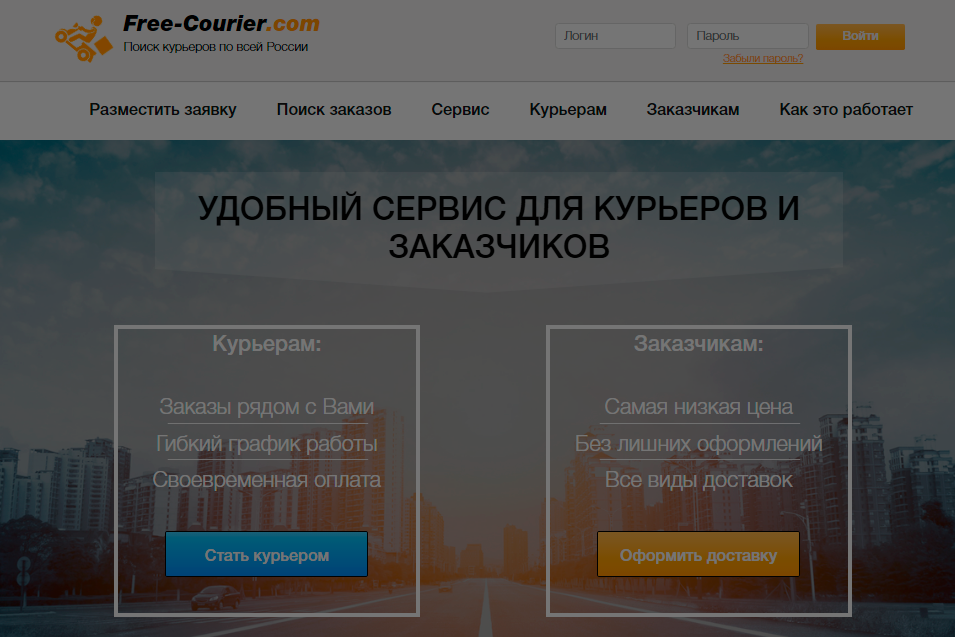 Free-Courier.com
Поиск курьеров по всей России
Логин
Пароль
Войти
Забыли пароль?
Разместить заявку
Поиск заказов
Сервис
Курьерам
Заказчикам
Как это работает
УДОБНЫЙ СЕРВИС ДЛЯ КУРЬЕРОВ И
ЗАКАЗЧИКОВ
Курьерам:
Заказы рядом с Вами
Гибкий график работы
Своевременная оплата
Стать курьером
Заказчикам:
Самая низкая цена
Без лишних оформлений
Все виды доставок
Оформить доставку